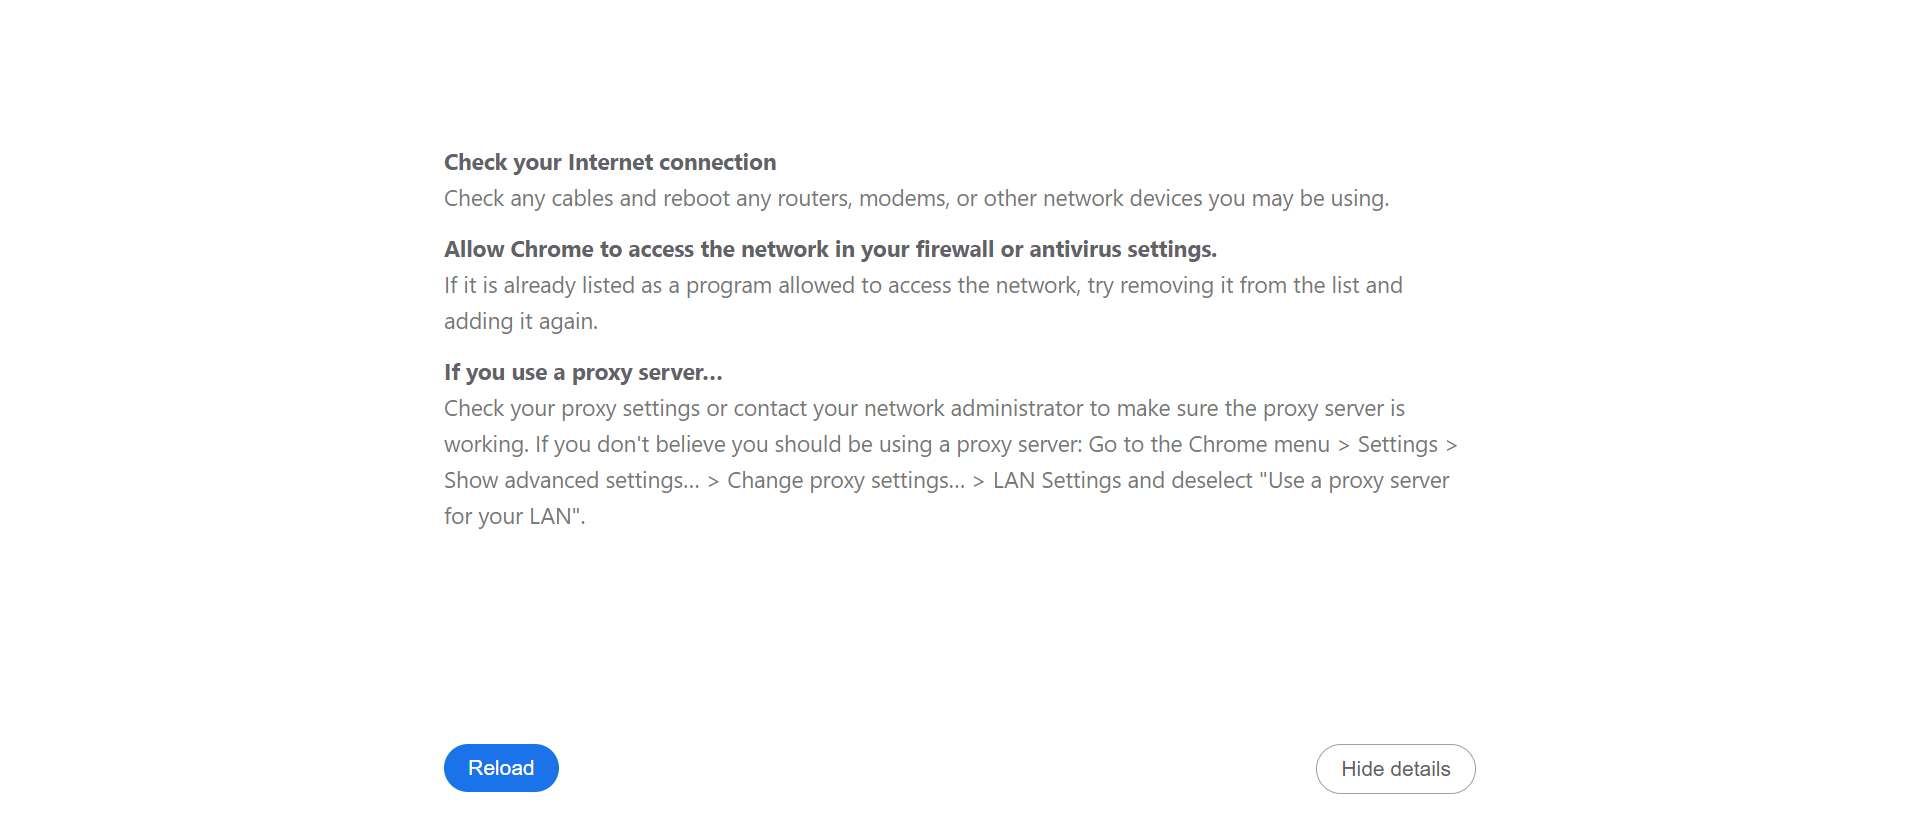 Check your Internet connection
Check any cables and reboot any routers, modems, or other network devices you may be using.
Allow Chrome to access the network in your firewall or antivirus settings.
If it is already listed as a program allowed to access the network, try removing it from the list and
adding it again.
If you use a proxy server…
Check your proxy settings or contact your network administrator to make sure the proxy server is
working. If you don't believe you should be using a proxy server: Go to the Chrome menu > Settings >
Show advanced settings… > Change proxy settings… > LAN Settings and deselect "Use a proxy server
for your LAN".
Reload
Hide details